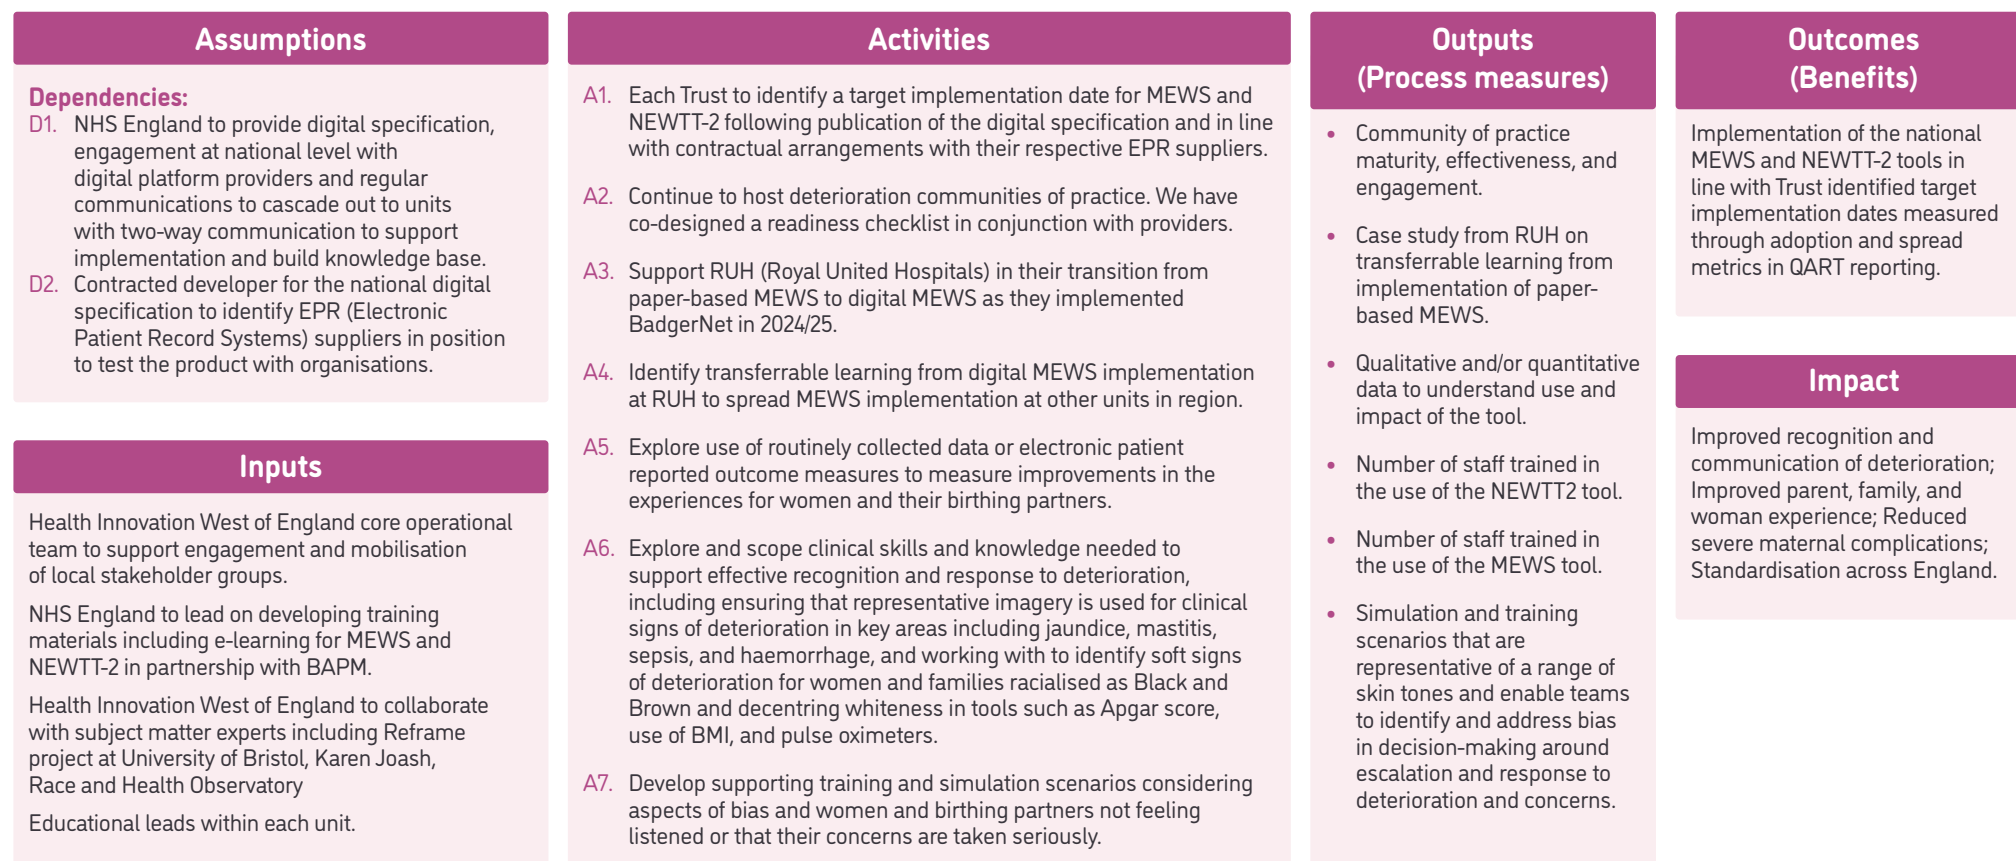 Assumptions
Dependencies:
D1. NHS England to provide digital specification,
engagement at national level with
digital platform providers and regular
communications to cascade out to units
with two-way communication to support
implementation and build knowledge base.
D2. Contracted developer for the national digital
specification to identify EPR (Electronic
Patient Record Systems) suppliers in position
to test the product with organisations.
Inputs
Health Innovation West of England core operational
team to support engagement and mobilisation
of local stakeholder groups.
NHS England to lead on developing training
materials including e-learning for MEWS and
NEWTT-2 in partnership with BAPM.
Health Innovation West of England to collaborate
with subject matter experts including Reframe
project at University of Bristol, Karen Joash,
Race and Health Observatory
Educational leads within each unit.
Activities
A1. Each Trust to identify a target implementation date for MEWS and
NEWTT-2 following publication of the digital specification and in line
with contractual arrangements with their respective EPR suppliers.
A2. Continue to host deterioration communities of practice. We have
co-designed a readiness checklist in conjunction with providers.
A3. Support RUH (Royal United Hospitals) in their transition from
paper-based MEWS to digital MEWS as they implemented
BadgerNet in 2024/25.
A4. Identify transferrable learning from digital MEWS implementation
at RUH to spread MEWS implementation at other units in region.
A5. Explore use of routinely collected data or electronic patient
reported outcome measures to measure improvements in the
experiences for women and their birthing partners.
A6. Explore and scope clinical skills and knowledge needed to
support effective recognition and response to deterioration,
including ensuring that representative imagery is used for clinical
signs of deterioration in key areas including jaundice, mastitis,
sepsis, and haemorrhage, and working with to identify soft signs
of deterioration for women and families racialised as Black and
Brown and decentring whiteness in tools such as Apgar score,
use of BMI, and pulse oximeters.
A7. Develop supporting training and simulation scenarios considering
aspects of bias and women and birthing partners not feeling
listened or that their concerns are taken seriously.
Outputs
(Process measures)
• Community of practice
maturity, effectiveness, and
engagement.
• Case study from RUH on
transferrable learning from
implementation of paper-
based MEWS.
• Qualitative and/or quantitative
data to understand use and
impact of the tool.
• Number of staff trained in
the use of the NEWTT2 tool.
• Number of staff trained in
the use of the MEWS tool.
• Simulation and training
scenarios that are
representative of a range of
skin tones and enable teams
to identify and address bias
in decision-making around
escalation and response to
deterioration and concerns.
Outcomes
(Benefits)
Implementation of the national
MEWS and NEWTT-2 tools in
line with Trust identified target
implementation dates measured
through adoption and spread
metrics in QART reporting.
Impact
Improved recognition and
communication of deterioration;
Improved parent, family, and
woman experience; Reduced
severe maternal complications;
Standardisation across England.